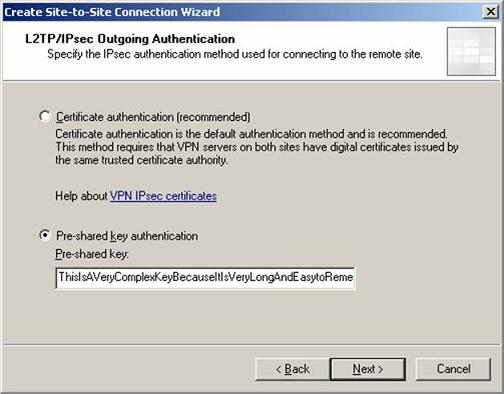 Create Site-to-Site Connection Wizard
L2TP/IPsec Outgoing Authentication
Specify the IPsec authentication method used for connecting to the remote site.
Certificate authentication (recommended)
Certificate authentication is the default authentication method and is recommended.
This method requires that VPN servers on both sites have digital certificates issued by
the same trusted certificate authority.
Help about VPN IPsec certificates
Pre-shared key authentication
Pre-shared key:
ThisIsAVeryComplexKeyBecauseItIsVeryLongAndEasytoReme
< Back Next > Cancel